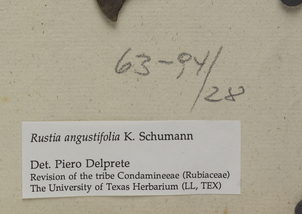 63-94/28
Rustia angustifolia K. Schumann
Det. Piero Delprete
Revision of the tribe Condamineeae (Rubiaceae)
The University of Texas Herbarium (LL, TEX)